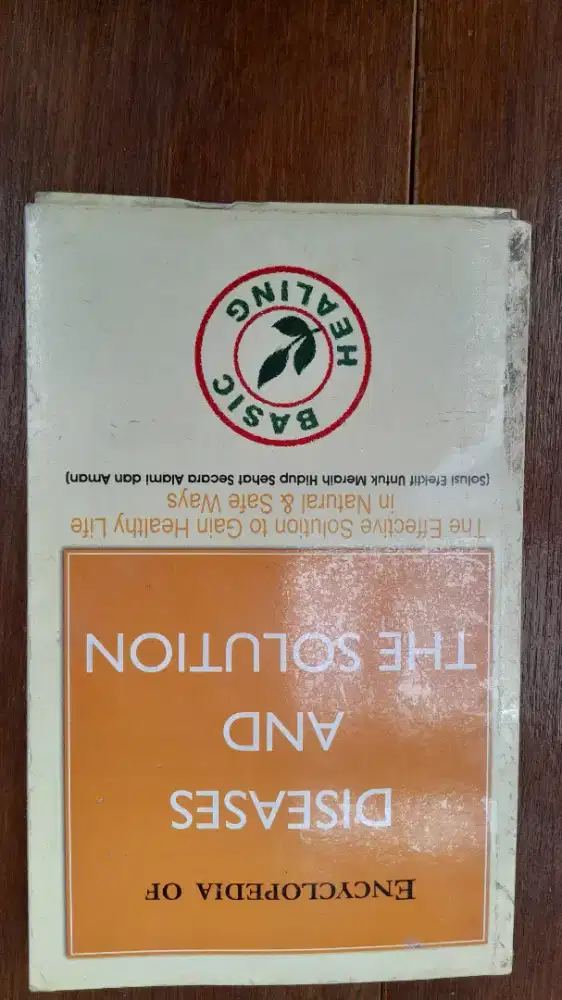 ENCYCLOPEDIA OF
DISEASES
AND
THE SOLUTION
The Effective Solution to Gain Healthy Life
in Natural & Safe Ways
(Solusi Efektif Untuk Meraih Hidup Sehat Secara Alami dan Aman)
BASIC
HEALING